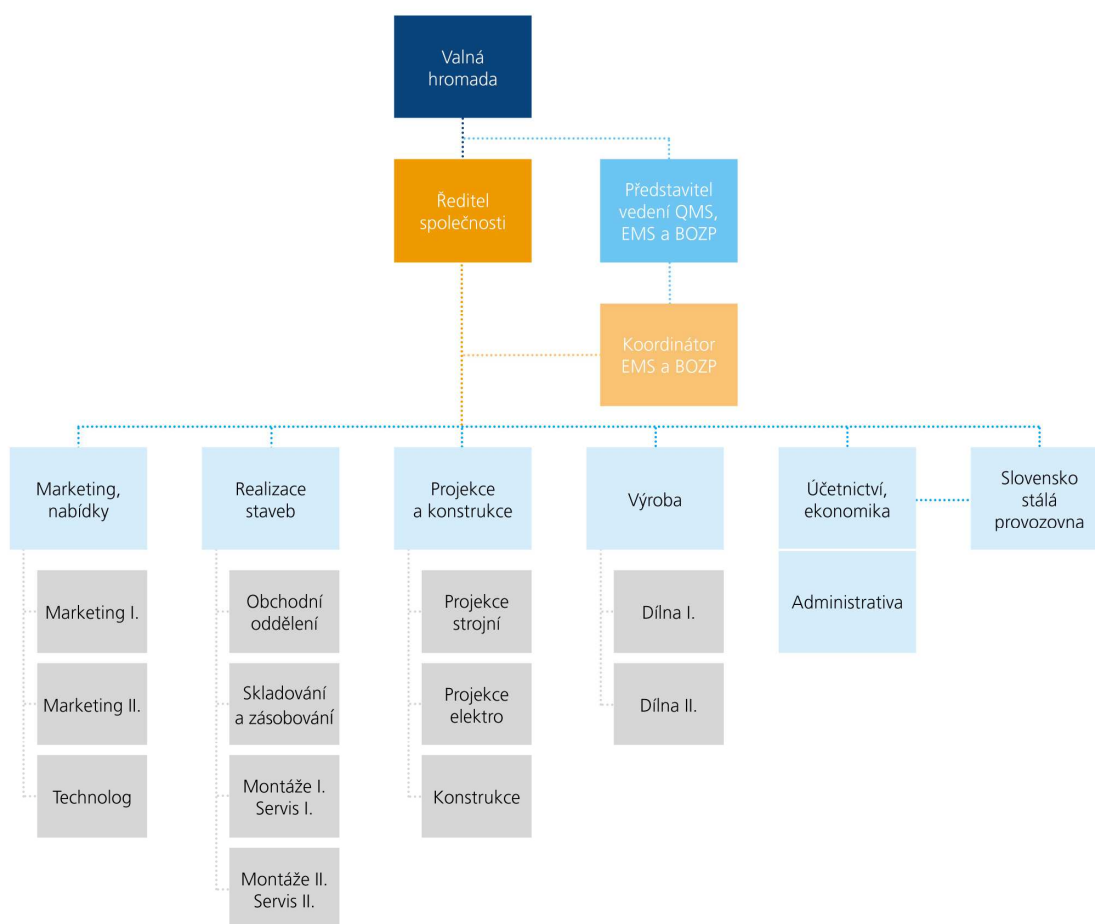 Valná
hromada
Ředitel
společnosti
Představitel
vedení QMS,
EMS a BOZP
Koordinátor
EMS a BOZP
Marketing,
nabídky
Realizace
staveb
Projekce
a konstrukce
Výroba
Účetnictví,
ekonomika
Slovensko
stálá
provozovna
Marketing I.
Obchodní
oddělení
Projekce
strojní
Dílna I.
Administrativa
Marketing II.
Skladování
a zásobování
Projekce
elektro
Dílna II.
Technolog
Montáže I.
Servis I.
Konstrukce
Montáže II.
Servis II.